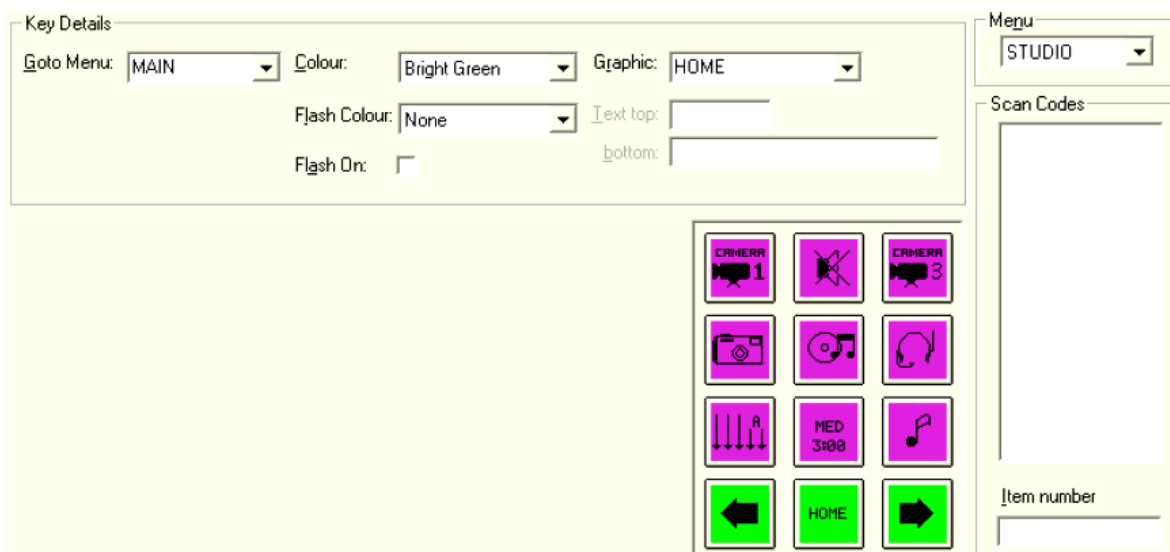 Key Details
Goto Menu: MAIN
Colour: Bright Green
Graphic: HOME
Flash Colour: None
Text top:
bottom:
Flash On:
Menu
STUDIO
Scan Codes
CAMERA 1
CAMERA 3
A
MED
3:00
HOME
Item number